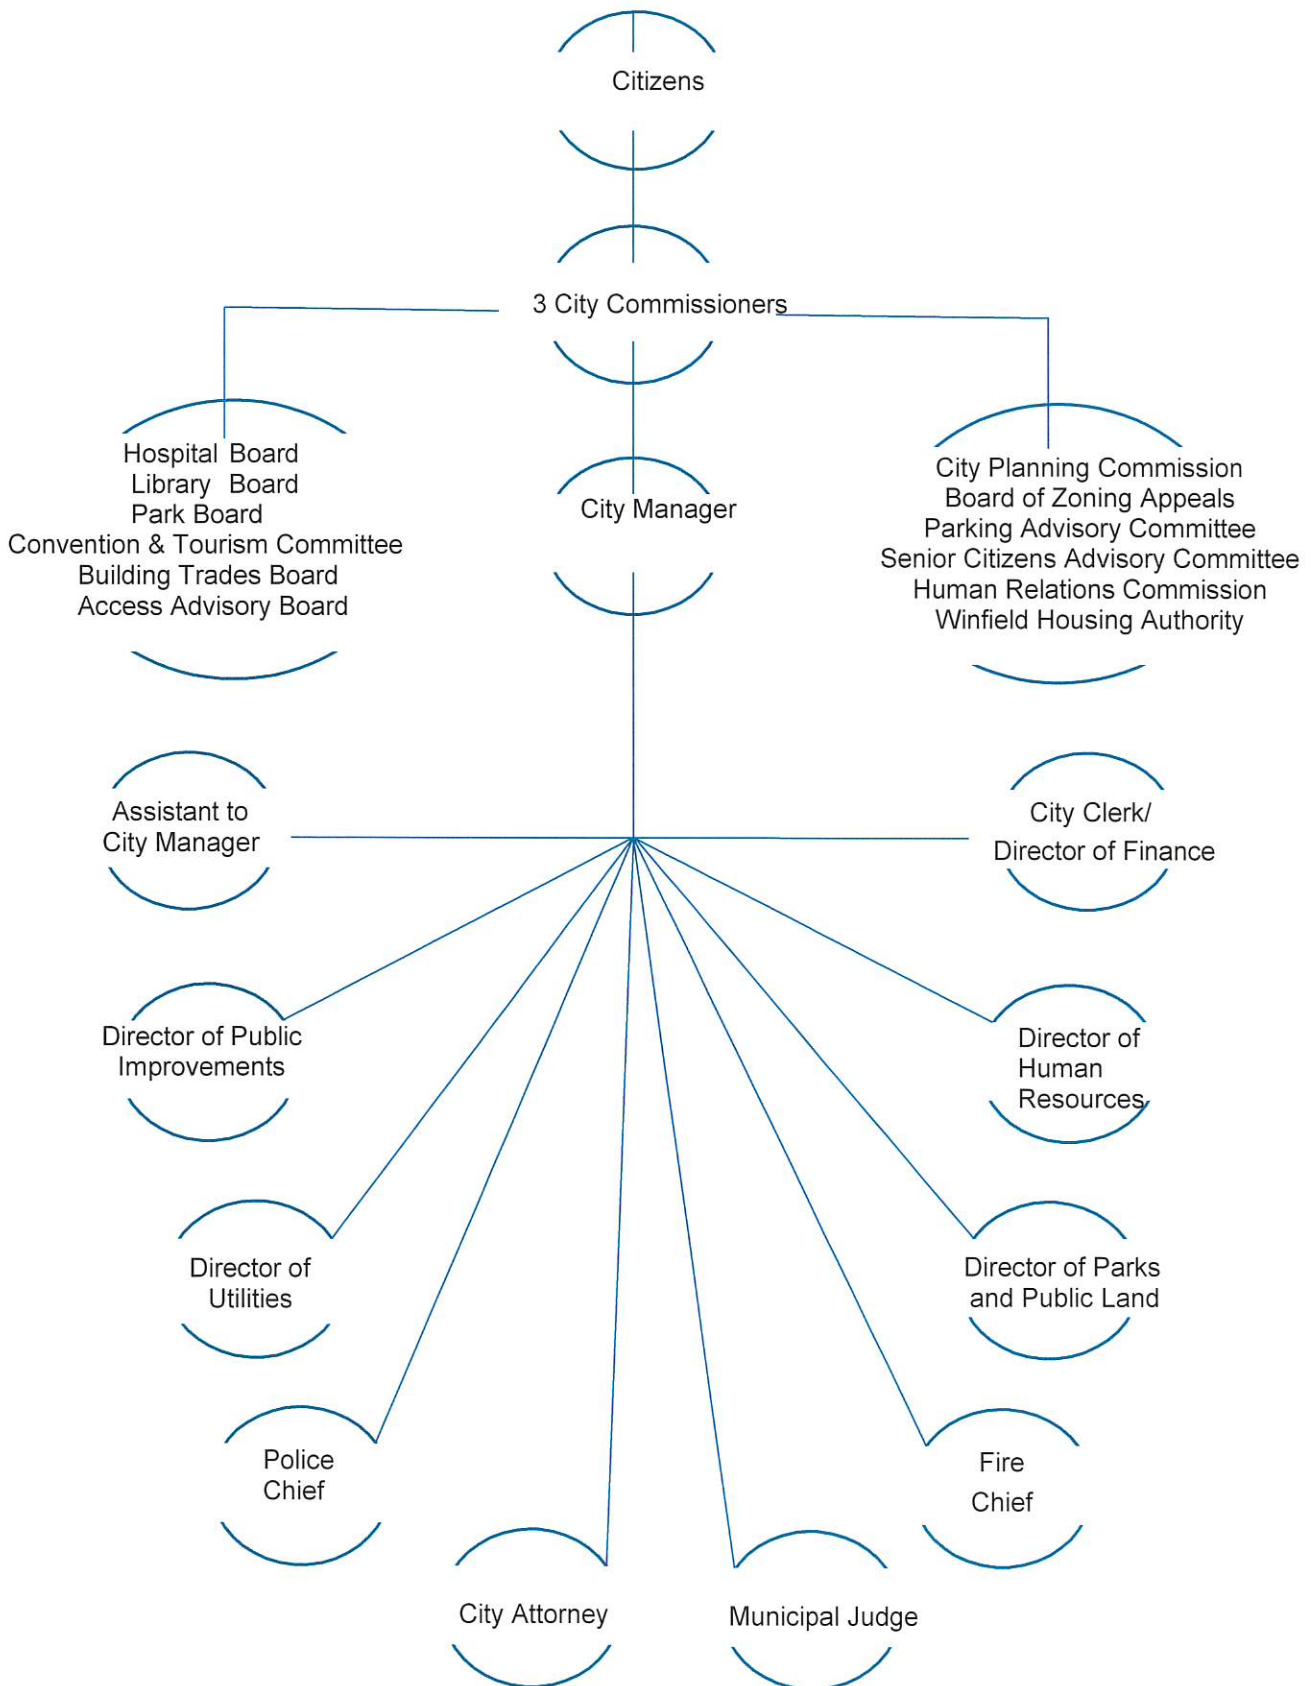 Citizens
3 City Commissioners
Hospital Board
Library Board
Park Board
Convention & Tourism Committee
Building Trades Board
Access Advisory Board
City Manager
City Planning Commission
Board of Zoning Appeals
Parking Advisory Committee
Senior Citizens Advisory Committee
Human Relations Commission
Winfield Housing Authority
Assistant to
City Manager
City Clerk/
Director of Finance
Director of Public
Improvements
Director of
Human
Resources
Director of
Utilities
Director of Parks
and Public Land
Police
Chief
Fire
Chief
City Attorney
Municipal Judge